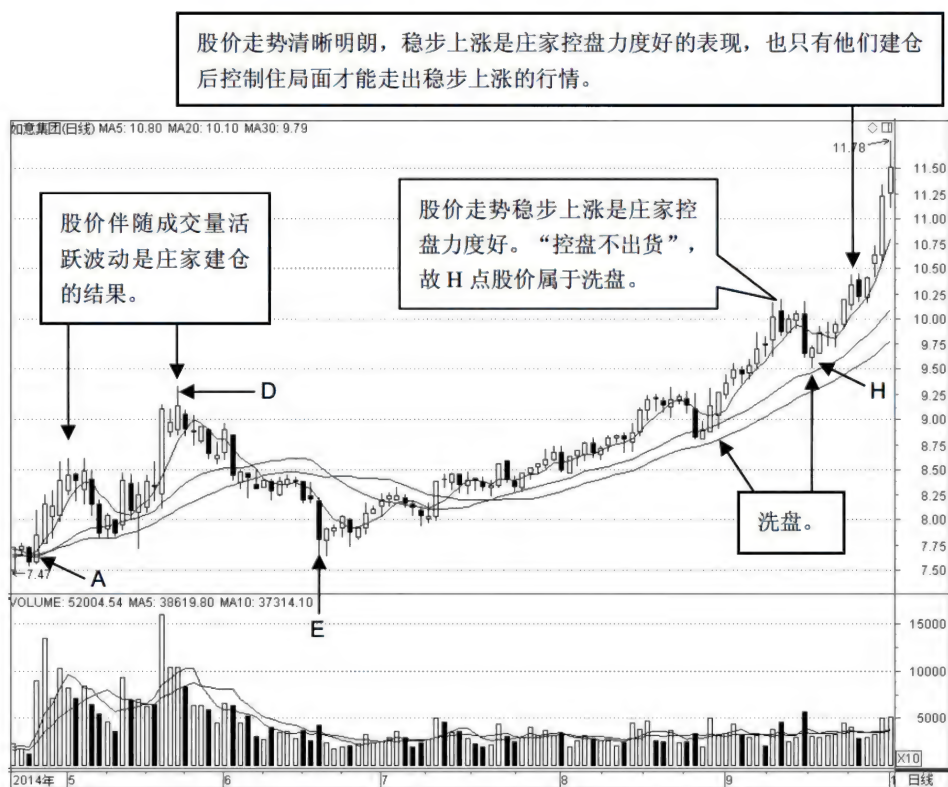 股价走势清晰明朗，稳步上涨是庄家控盘力度好的表现，也只有他们建仓
后控制住局面才能走出稳步上涨的行情。
如意集团(日线) MA5: 10.80 MA20: 10.10 MA30: 9.79
11.78
11.50
11.25
11.00
10.75
10.50
10.25
10.00
9.75
9.50
9.25
9.00
8.75
8.50
8.25
8.00
7.75
7.50
股价伴随成交量活
跃波动是庄家建仓
的结果。
股价走势稳步上涨是庄家控
盘力度好。“控盘不出货”，
故 H 点股价属于洗盘。
D
H
洗盘。
A
7.47
E
VOLUME: 52004.54 MA5: 38619.80 MA10: 37314.10
15000
10000
5000
X10
2014年 5 6 7 8 9 1 日线